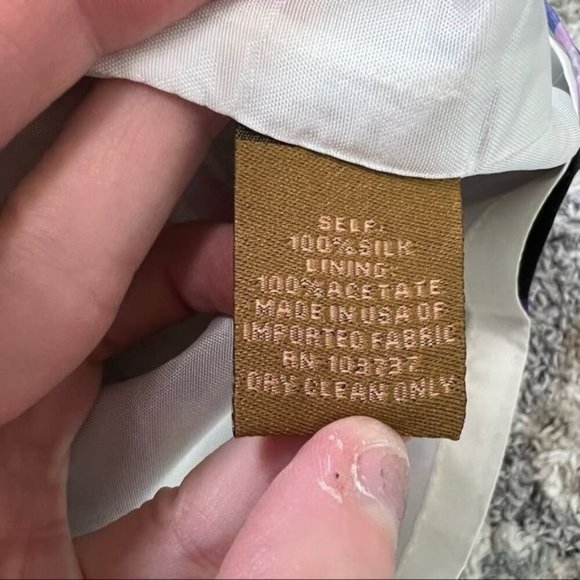 SELF:
100% SILK
LINING:
100% ACETATE
MADE IN USA OF
IMPORTED FABRIC
RN-103737
DRY CLEAN ONLY